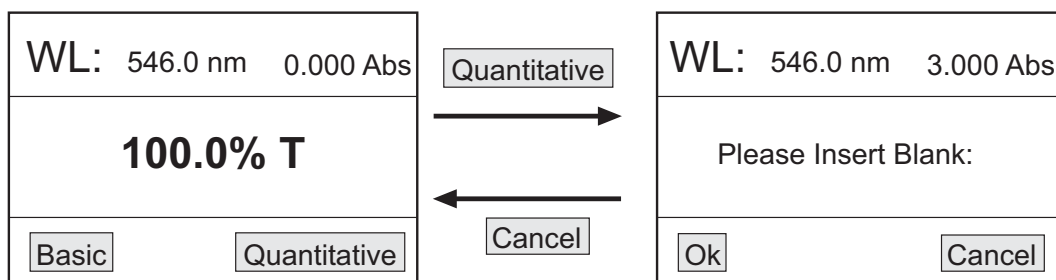 WL: 546.0 nm 0.000 Abs
100.0% T
Basic Quantitative
Quantitative
Cancel
WL: 546.0 nm 3.000 Abs
Please Insert Blank:
Ok Cancel